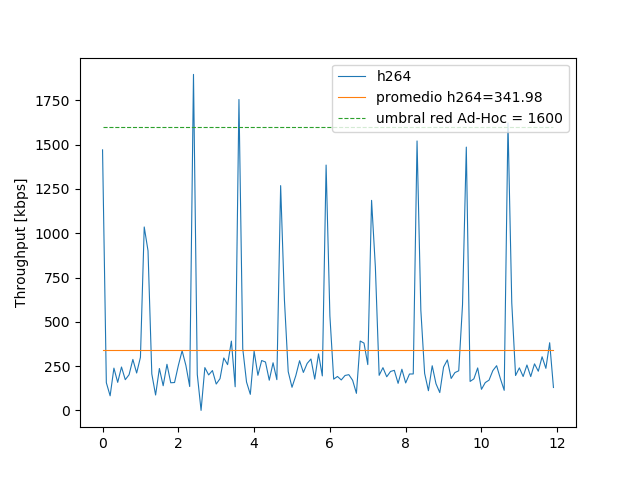 h264
promedio h264=341.98
umbral red Ad-Hoc = 1600
Throughput [kbps]
1750
1500
1250
1000
750
500
250
0
0 2 4 6 8 10 12